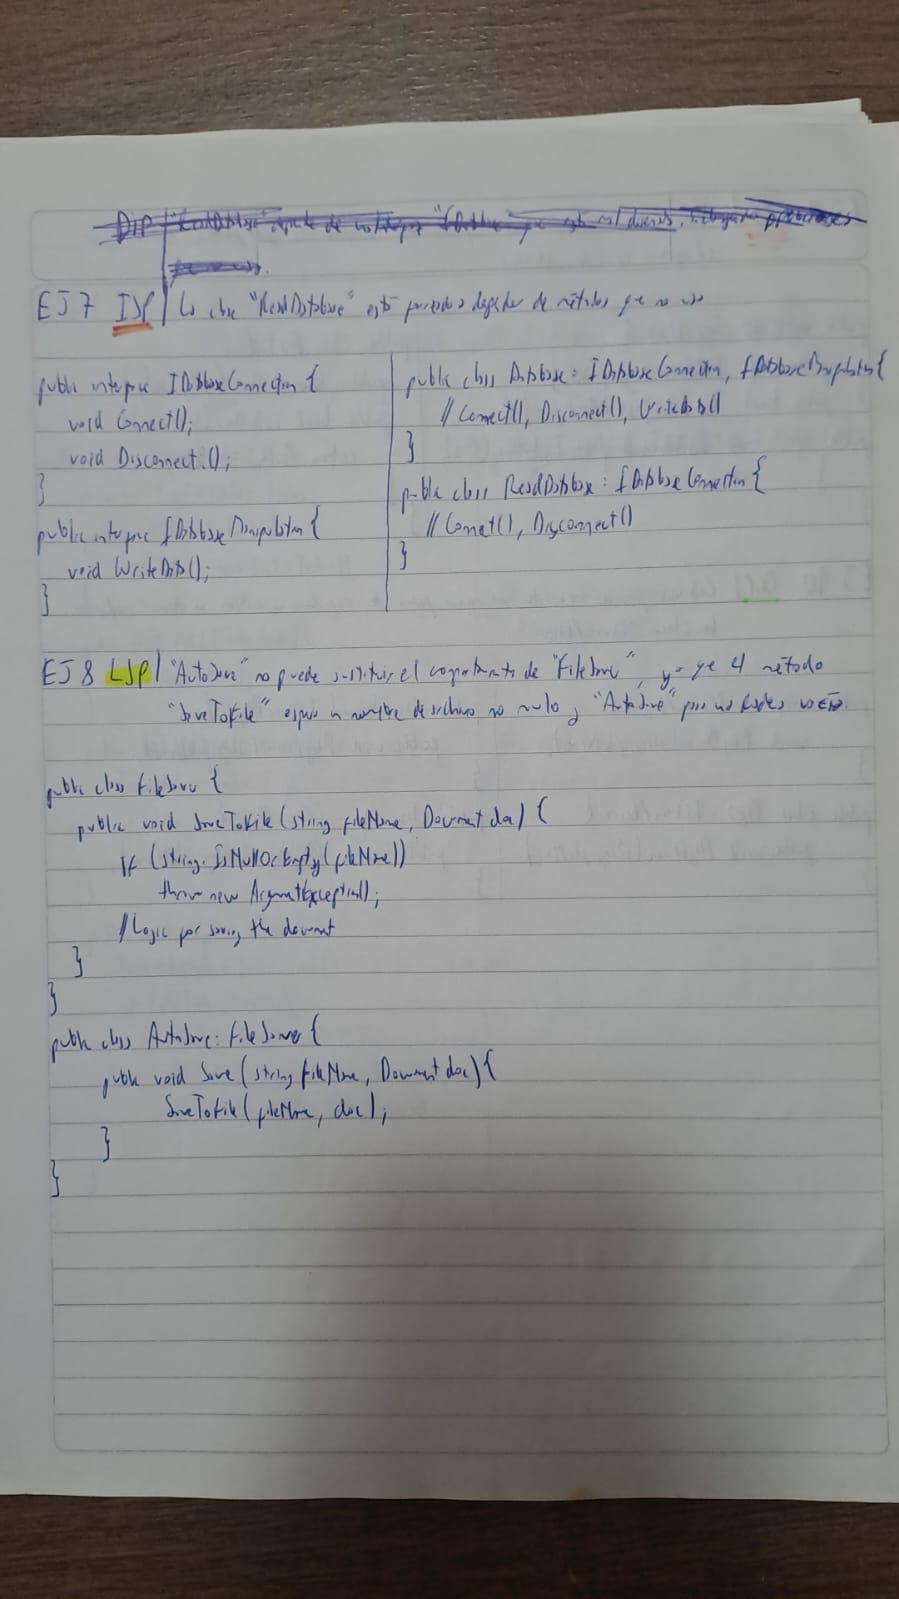 DIP | "ReadDatabase" depende de
EJ 7 ISP | La clase "ReadDatabase" está forzada a depender de métodos que no usa
public interface IDatabaseConnection {
void Connect();
void Disconnect();
}
public interface IDatabaseManipulation {
void WriteData();
}
public class Database : IDatabaseConnection, IDatabaseManipulation {
// Connect(), Disconnect(), WriteData()
}
public class ReadDatabase : IDatabaseConnection {
// Connect(), Disconnect()
}
EJ 8 LSP | "AutoSave" no puede sustituir el comportamiento de "FileSaver", ya que el método
"SaveToFile" espera un nombre de archivo no nulo y "AutoSave"
public class FileSaver {
public void SaveToFile(string fileName, Document doc) {
if (string.IsNullOrEmpty(fileName))
throw new ArgumentException();
// Logic for saving the document
}
}
public class AutoSave : FileSaver {
public void Save(string fileName, Document doc) {
SaveToFile(fileName, doc);
}
}